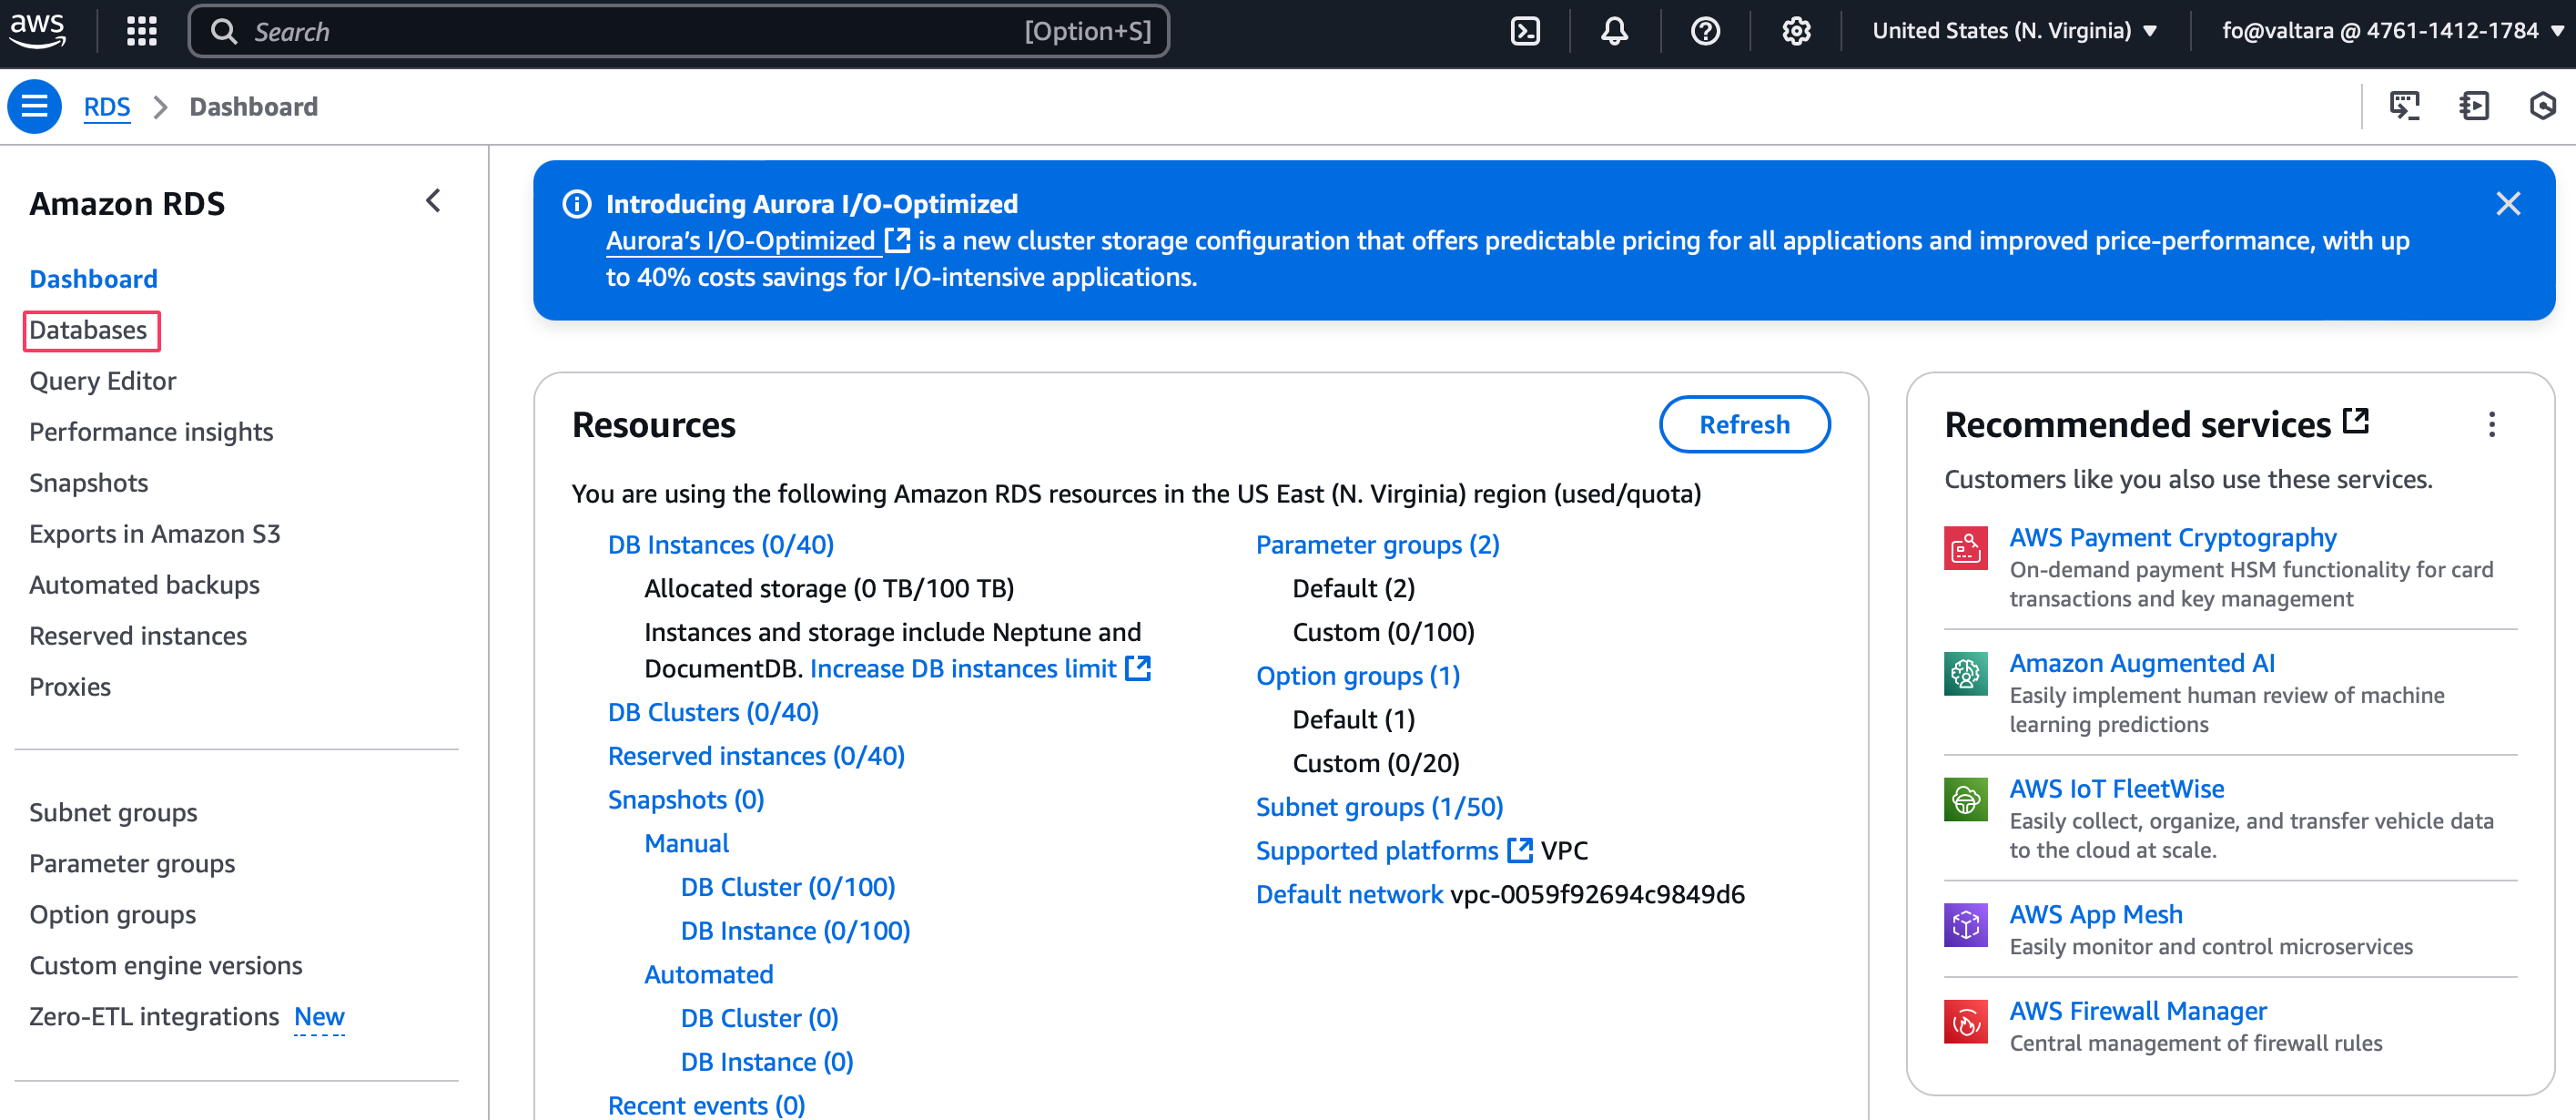 aws
Search
[Option+S]
United States (N. Virginia)
fo@valtara @ 4761-1412-1784
RDS
Dashboard
Amazon RDS
Dashboard
Databases
Query Editor
Performance insights
Snapshots
Exports in Amazon S3
Automated backups
Reserved instances
Proxies
Subnet groups
Parameter groups
Option groups
Custom engine versions
Zero-ETL integrations New
Introducing Aurora I/O-Optimized
Aurora's I/O-Optimized is a new cluster storage configuration that offers predictable pricing for all applications and improved price-performance, with up
to 40% costs savings for I/O-intensive applications.
Resources
Refresh
You are using the following Amazon RDS resources in the US East (N. Virginia) region (used/quota)
DB Instances (0/40)
Allocated storage (0 TB/100 TB)
Instances and storage include Neptune and
DocumentDB. Increase DB instances limit
DB Clusters (0/40)
Reserved instances (0/40)
Snapshots (0)
Manual
DB Cluster (0/100)
DB Instance (0/100)
Automated
DB Cluster (0)
DB Instance (0)
Recent events (0)
Parameter groups (2)
Default (2)
Custom (0/100)
Option groups (1)
Default (1)
Custom (0/20)
Subnet groups (1/50)
Supported platforms VPC
Default network vpc-0059f92694c9849d6
Recommended services
Customers like you also use these services.
AWS Payment Cryptography
On-demand payment HSM functionality for card
transactions and key management
Amazon Augmented AI
Easily implement human review of machine
learning predictions
AWS IoT FleetWise
Easily collect, organize, and transfer vehicle data
to the cloud at scale.
AWS App Mesh
Easily monitor and control microservices
AWS Firewall Manager
Central management of firewall rules